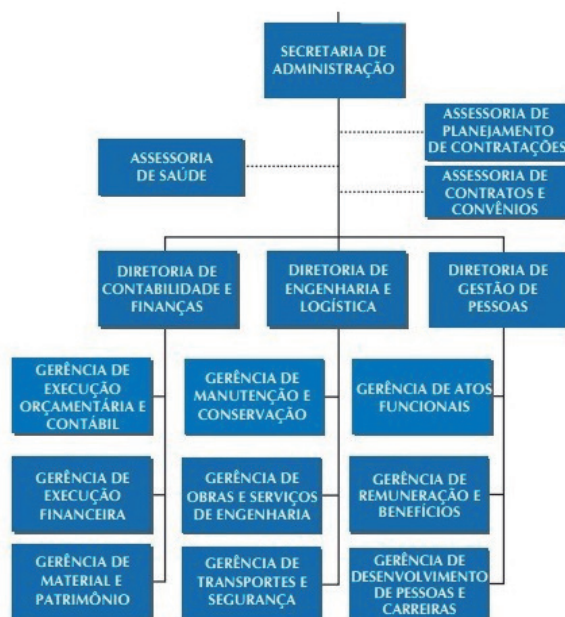 SECRETARIA DE
ADMINISTRAÇÃO
ASSESSORIA DE
PLANEJAMENTO
DE CONTRATAÇÕES
ASSESSORIA
DE SAÚDE
ASSESSORIA DE
CONTRATOS E
CONVÊNIOS
DIRETORIA DE
CONTABILIDADE E
FINANÇAS
DIRETORIA DE
ENGENHARIA E
LOGÍSTICA
DIRETORIA DE
GESTÃO DE
PESSOAS
GERÊNCIA DE
EXECUÇÃO
ORÇAMENTÁRIA E
CONTÁBIL
GERÊNCIA DE
MANUTENÇÃO E
CONSERVAÇÃO
GERÊNCIA DE ATOS
FUNCIONAIS
GERÊNCIA DE
EXECUÇÃO
FINANCEIRA
GERÊNCIA DE
OBRAS E SERVIÇOS
DE ENGENHARIA
GERÊNCIA DE
REMUNERAÇÃO E
BENEFÍCIOS
GERÊNCIA DE
MATERIAL E
PATRIMÔNIO
GERÊNCIA DE
TRANSPORTES E
SEGURANÇA
GERÊNCIA DE
DESENVOLVIMENTO
DE PESSOAS E
CARREIRAS